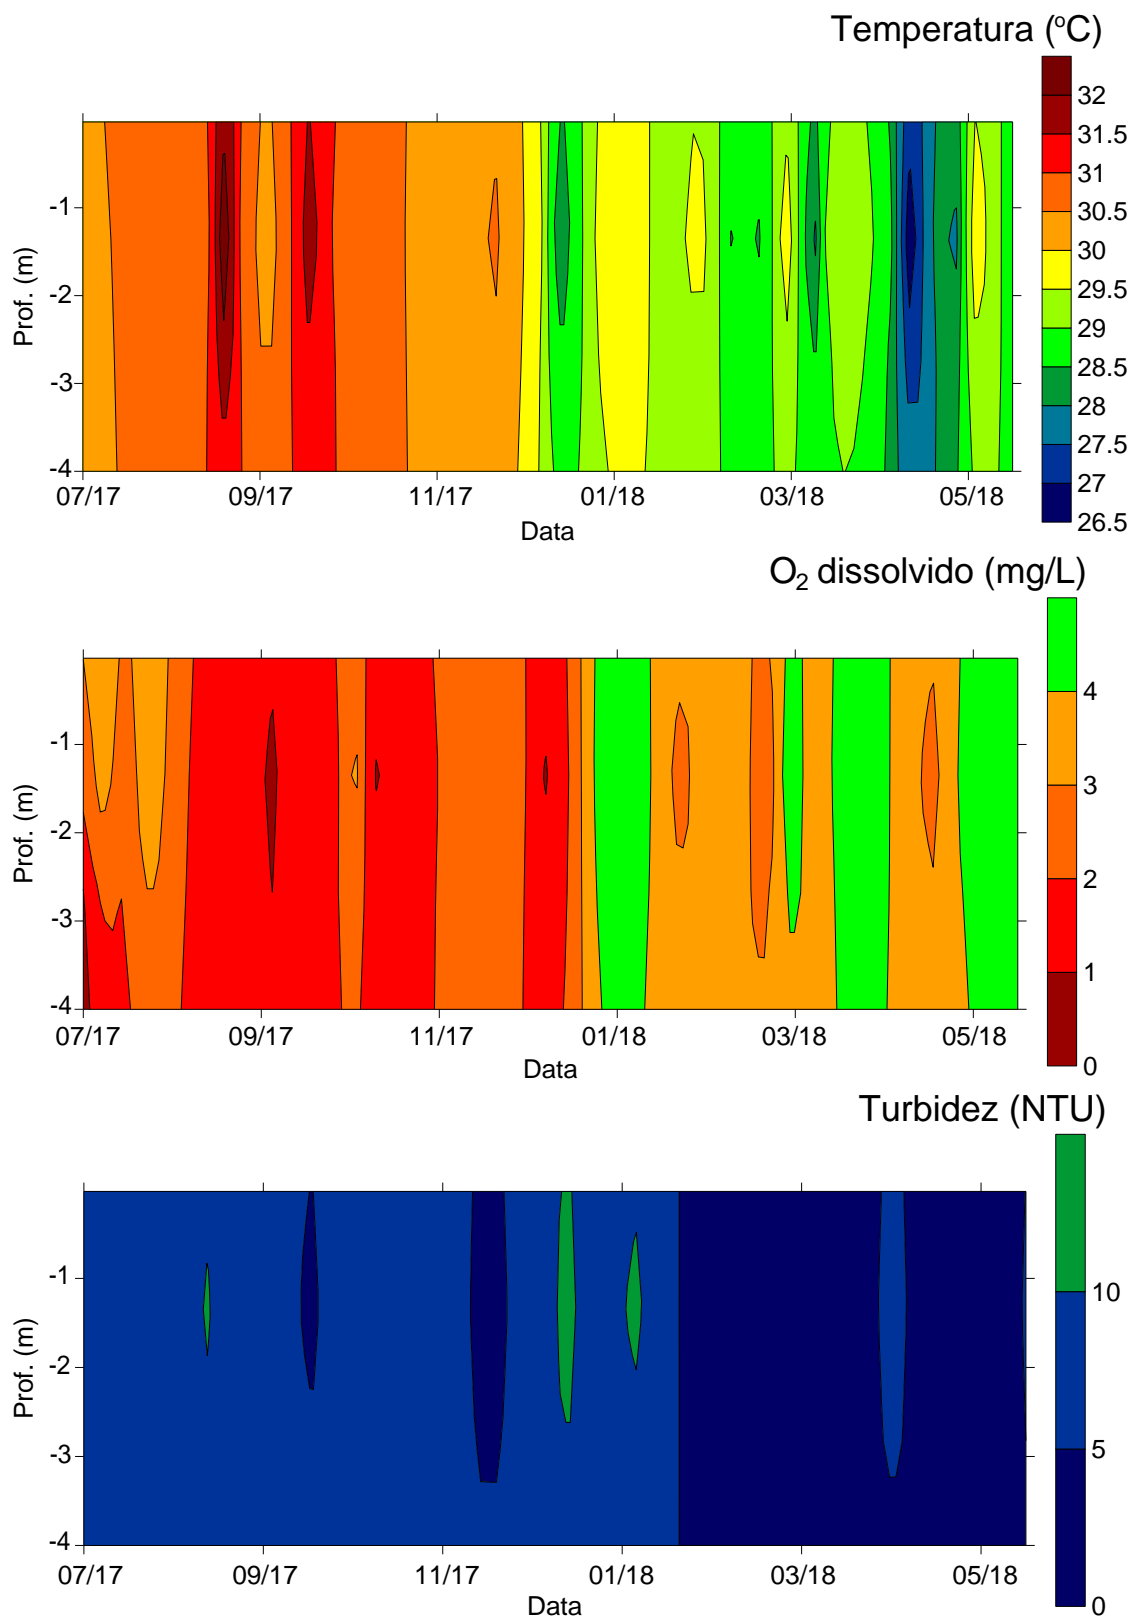 Temperatura (°C)
32
31.5
31
30.5
30
29.5
29
28.5
28
27.5
27
26.5
Prof. (m)
-1
-2
-3
-4
07/17 09/17 11/17 01/18 03/18 05/18
Data
O₂ dissolvido (mg/L)
4
3
2
1
0
Prof. (m)
-1
-2
-3
-4
07/17 09/17 11/17 01/18 03/18 05/18
Data
Turbidez (NTU)
10
5
0
Prof. (m)
-1
-2
-3
-4
07/17 09/17 11/17 01/18 03/18 05/18
Data